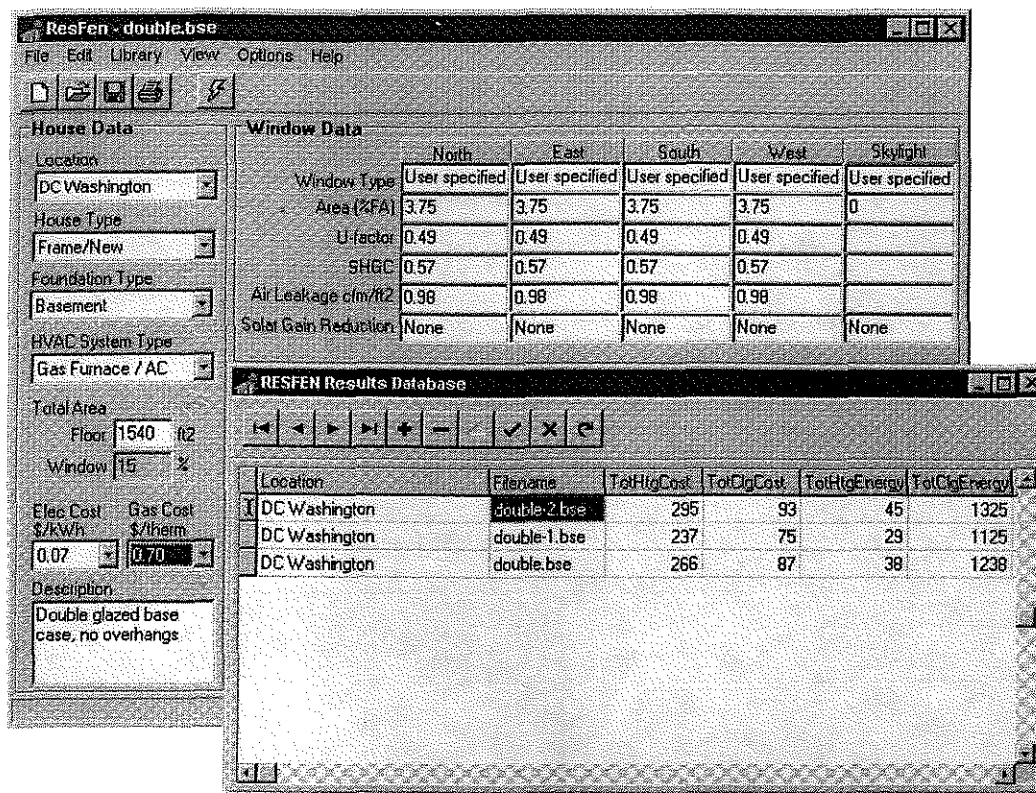 ResFen - double.bse
File Edit Library View Options Help
House Data
Location
DC Washington
House Type
Frame/New
Foundation Type
Basement
HVAC System Type
Gas Furnace / AC
Total Area
Floor 1540 ft2
Window 15 %
Elec Cost Gas Cost
$/kWh $/therm
0.07 0.70
Description
Double glazed base
case, no overhangs
Window Data
North East South West Skylight
Window Type User specified User specified User specified User specified User specified
Area (%FA) 3.75 3.75 3.75 3.75 0
U-factor 0.49 0.49 0.49 0.49
SHGC 0.57 0.57 0.57 0.57
Air Leakage cfm/ft2 0.98 0.98 0.98 0.98
Solar Gain Reduction None None None None None
RESFEN Results Database
Location Filename TotHtgCost TotClgCost TotHtgEnergy TotClgEnergy
DC Washington double-2.bse 295 93 45 1325
DC Washington double-1.bse 237 75 29 1125
DC Washington double.bse 266 87 38 1238